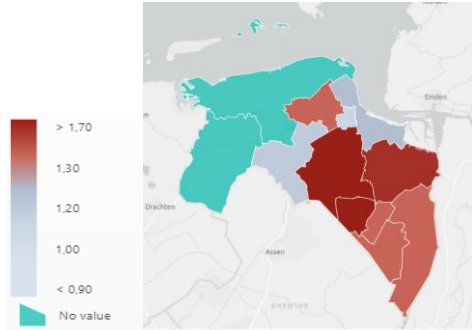 > 1,70
1,30
1,20
1,00
< 0,90
No value
Emden
Drachten
Assen
DRENTHE